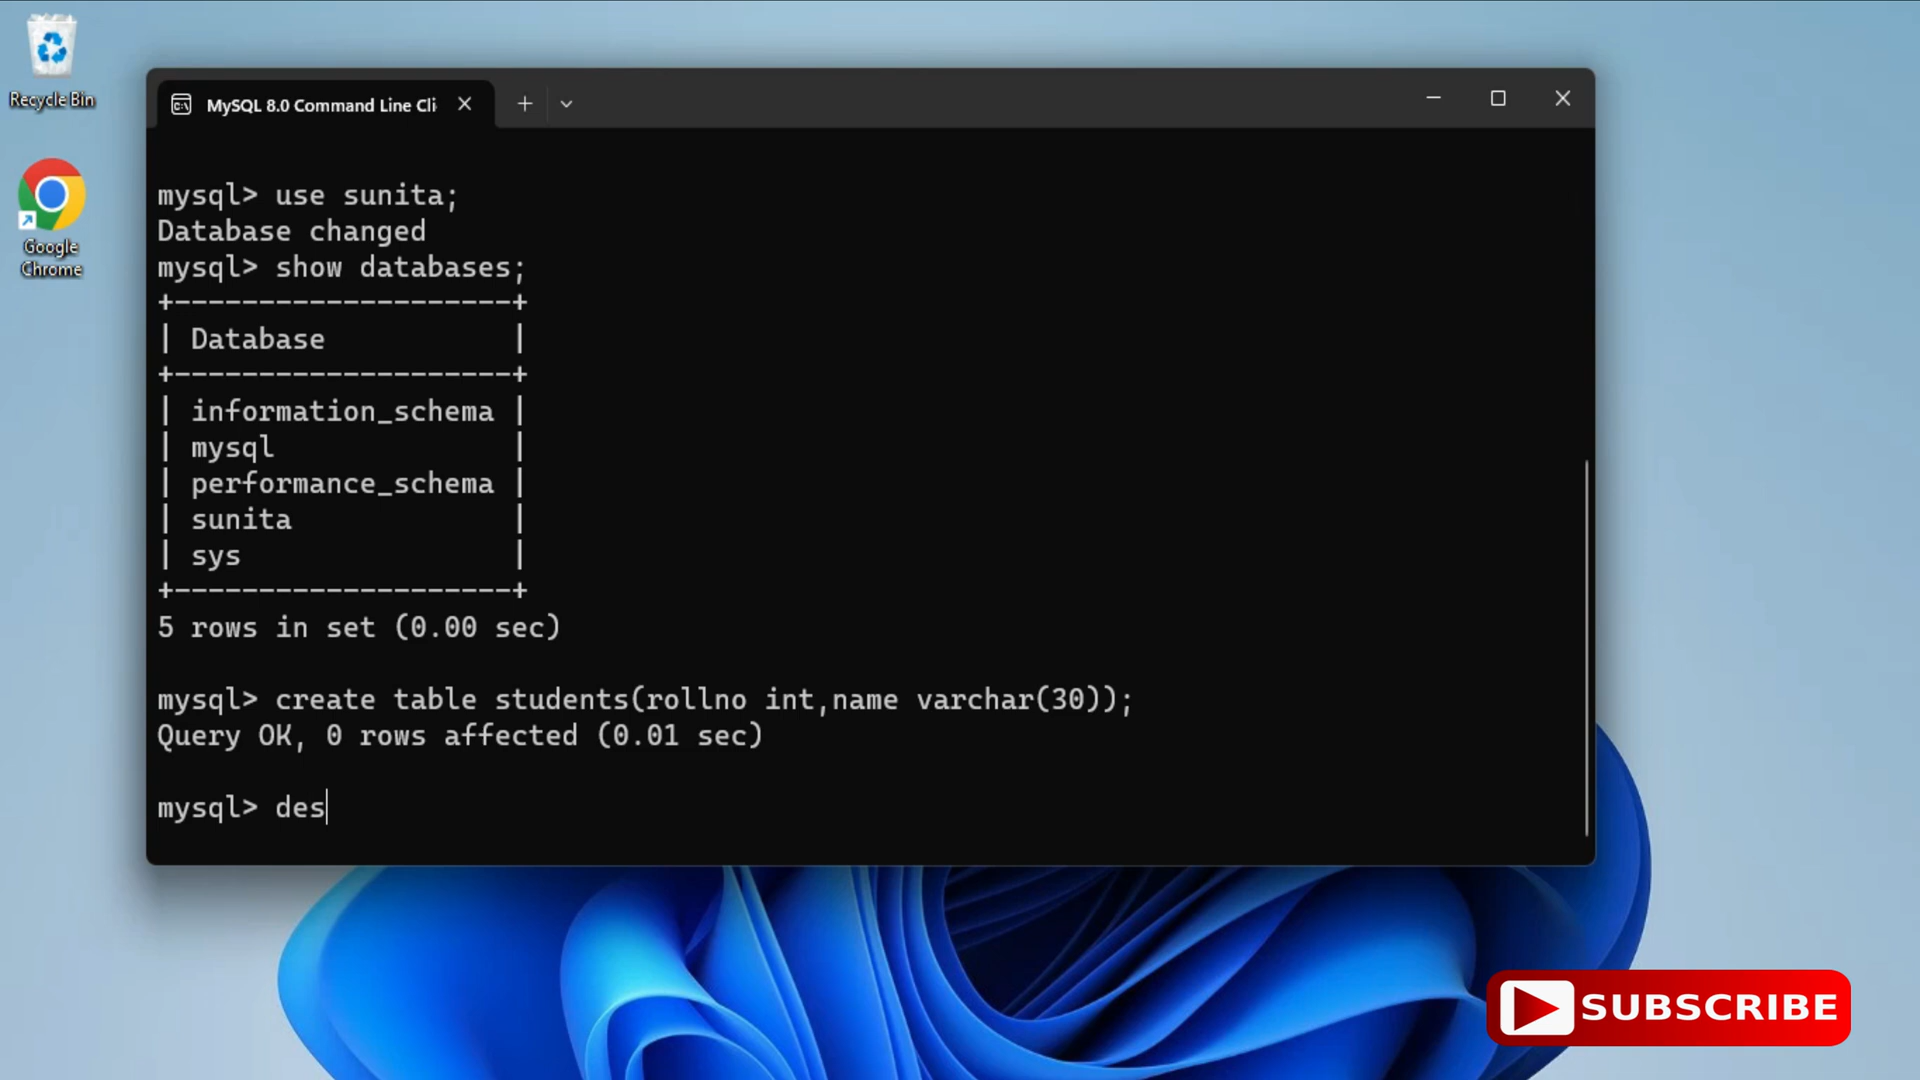 Recycle Bin
Google
Chrome
MySQL 8.0 Command Line Cli
mysql> use sunita;
Database changed
mysql> show databases;
+--------------------+
| Database           |
+--------------------+
| information_schema |
| mysql              |
| performance_schema |
| sunita             |
| sys                |
+--------------------+
5 rows in set (0.00 sec)
mysql> create table students(rollno int,name varchar(30));
Query OK, 0 rows affected (0.01 sec)
mysql> des
SUBSCRIBE